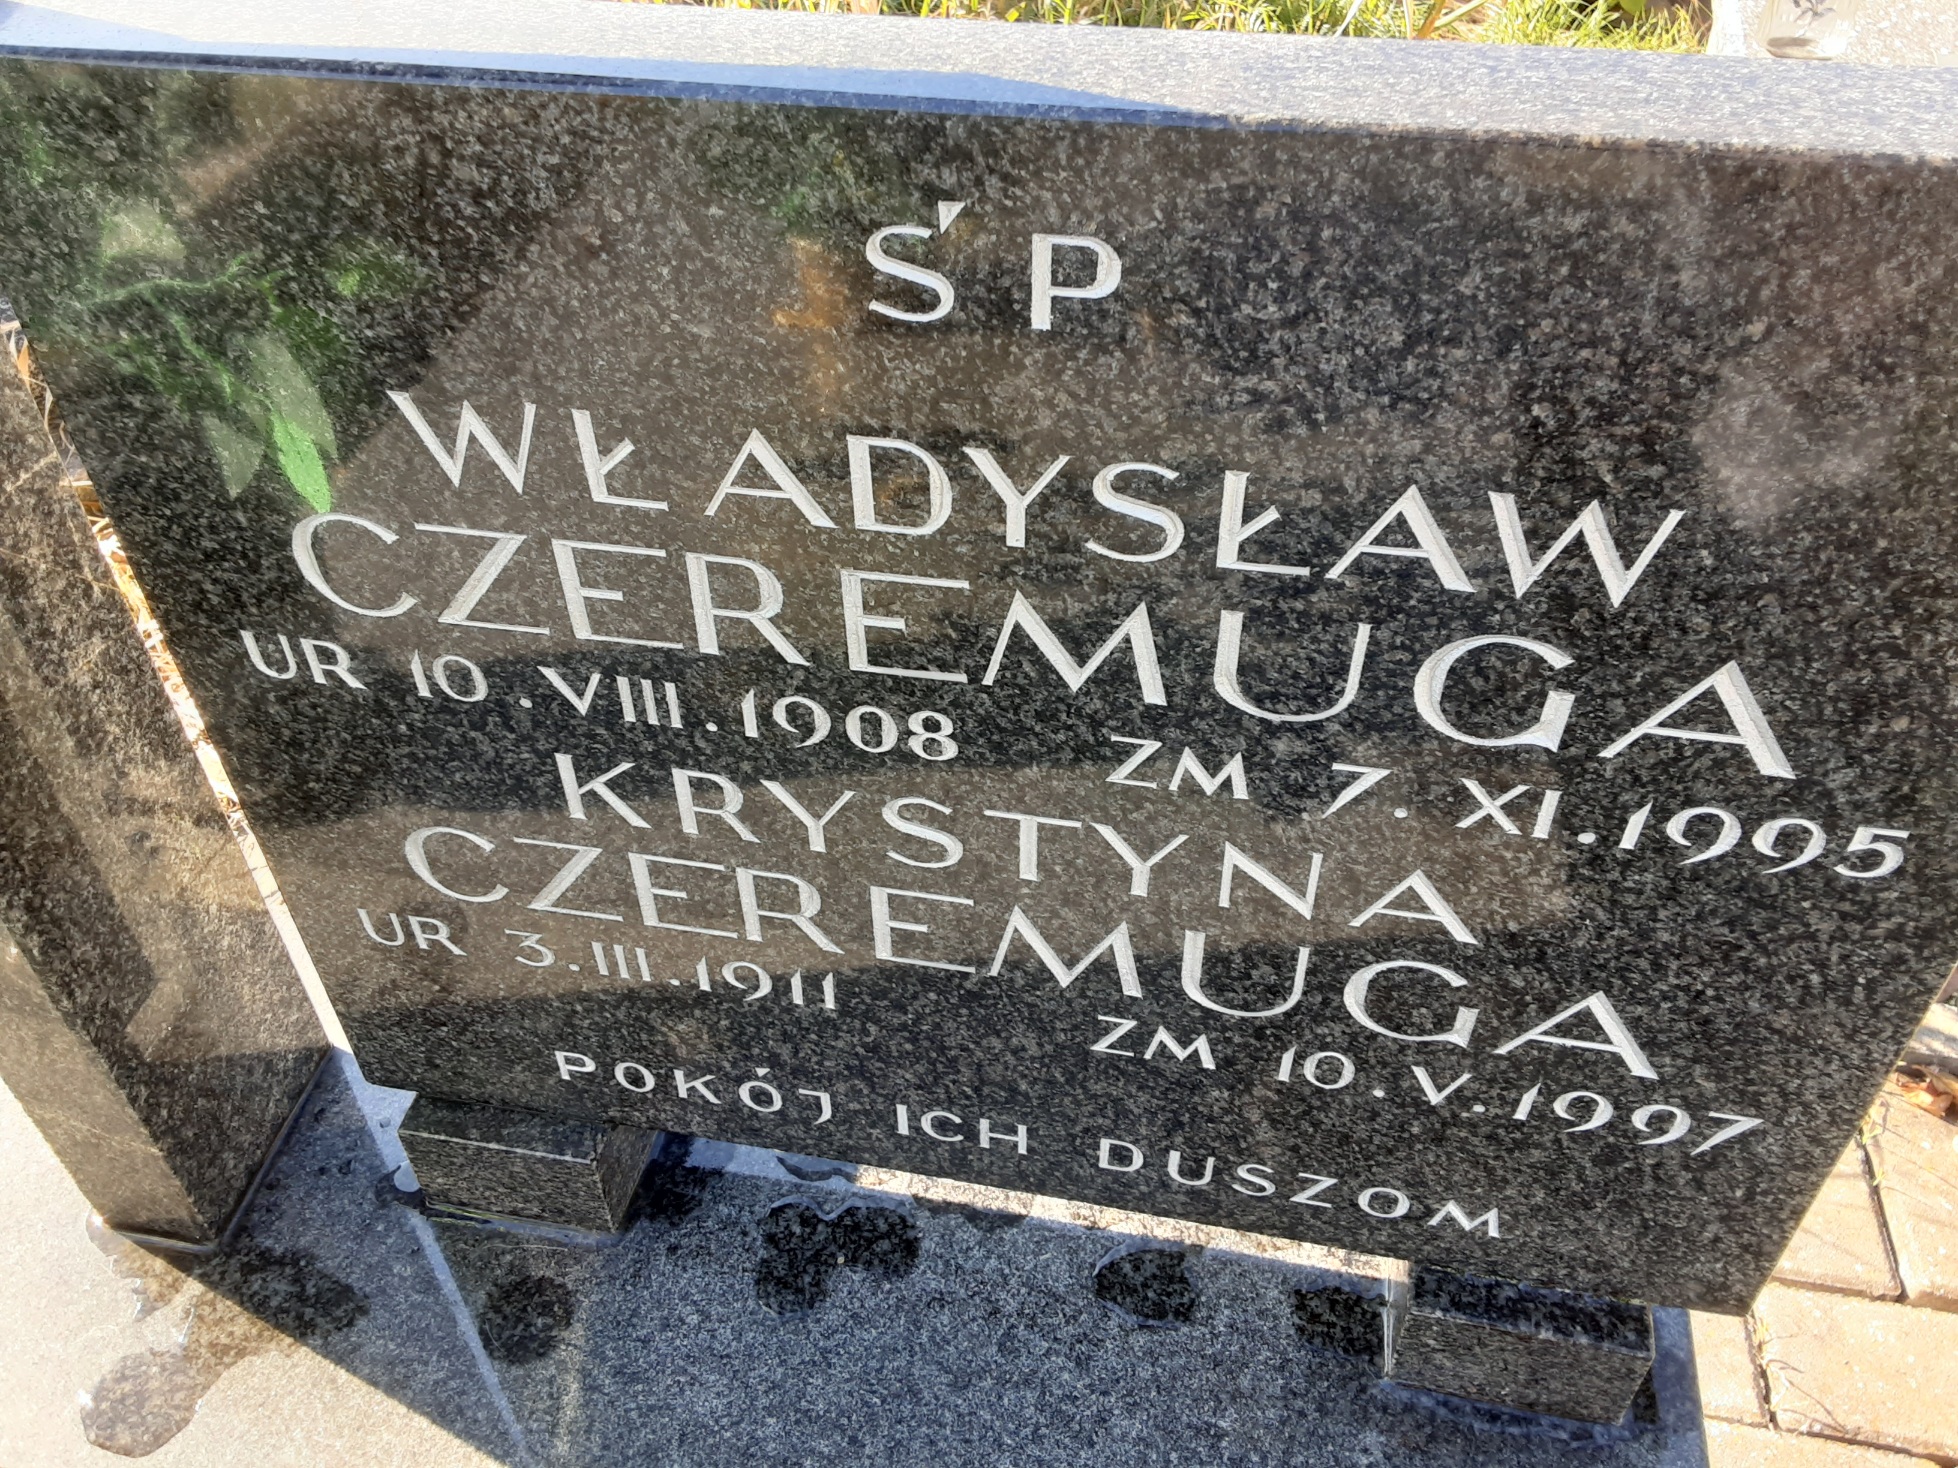 Ś P
WŁADYSŁAW
CZEREMUGA
UR 10.VIII.1908 ZM 7.XI.1995
KRYSTYNA
CZEREMUGA
UR 3.III.1911 ZM 10.V.1997
POKÓJ ICH DUSZOM